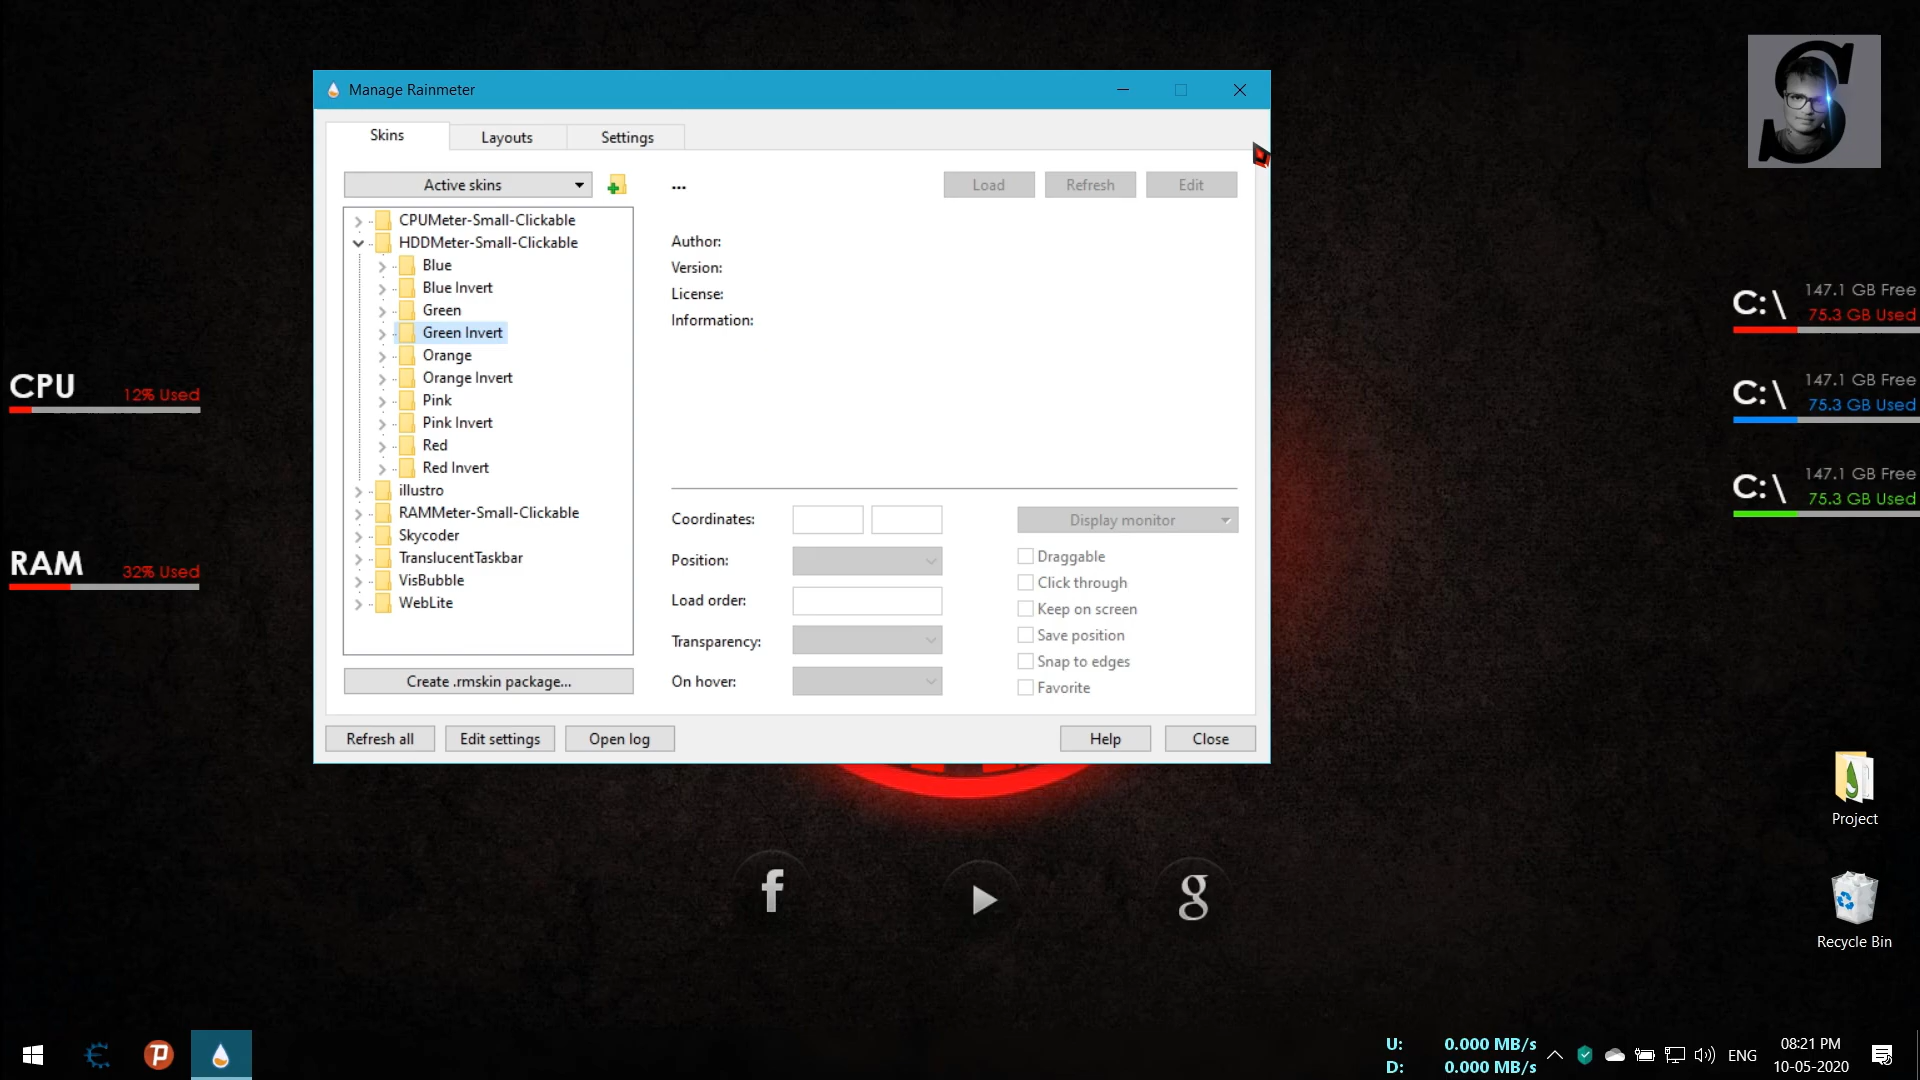 Manage Rainmeter
Skins
Layouts
Settings
Active skins
...
Load
Refresh
Edit
CPUMeter-Small-Clickable
HDDMeter-Small-Clickable
Blue
Blue Invert
Green
Green Invert
Orange
Orange Invert
Pink
Pink Invert
Red
Red Invert
illustro
RAMMeter-Small-Clickable
Skycoder
TranslucentTaskbar
VisBubble
WebLite
Create .rmskin package...
Author:
Version:
License:
Information:
Coordinates:
Position:
Load order:
Transparency:
On hover:
Display monitor
Draggable
Click through
Keep on screen
Save position
Snap to edges
Favorite
Refresh all
Edit settings
Open log
Help
Close
CPU
12% Used
RAM
32% Used
S
C:\
147.1 GB Free
75.3 GB Used
C:\
147.1 GB Free
75.3 GB Used
C:\
147.1 GB Free
75.3 GB Used
f
g
Project
Recycle Bin
U: 0.000 MB/s
D: 0.000 MB/s
ENG
08:21 PM
10-05-2020